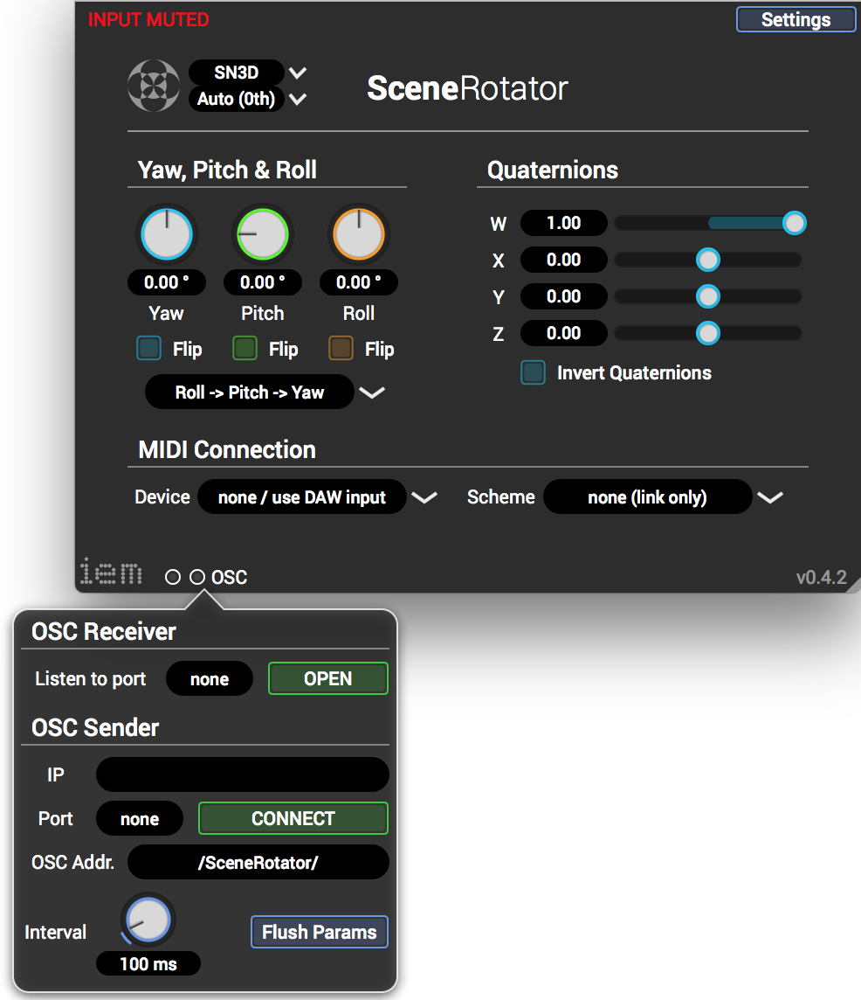 INPUT MUTED Settings
SN3D
Auto (0th)
SceneRotator
Yaw, Pitch & Roll
0.00 ° 0.00 ° 0.00 °
Yaw Pitch Roll
Flip Flip Flip
Roll -> Pitch -> Yaw
Quaternions
W 1.00
X 0.00
Y 0.00
Z 0.00
Invert Quaternions
MIDI Connection
Device none / use DAW input Scheme none (link only)
iem OSC v0.4.2
OSC Receiver
Listen to port none OPEN
OSC Sender
IP
Port none CONNECT
OSC Addr. /SceneRotator/
Interval Flush Params
100 ms